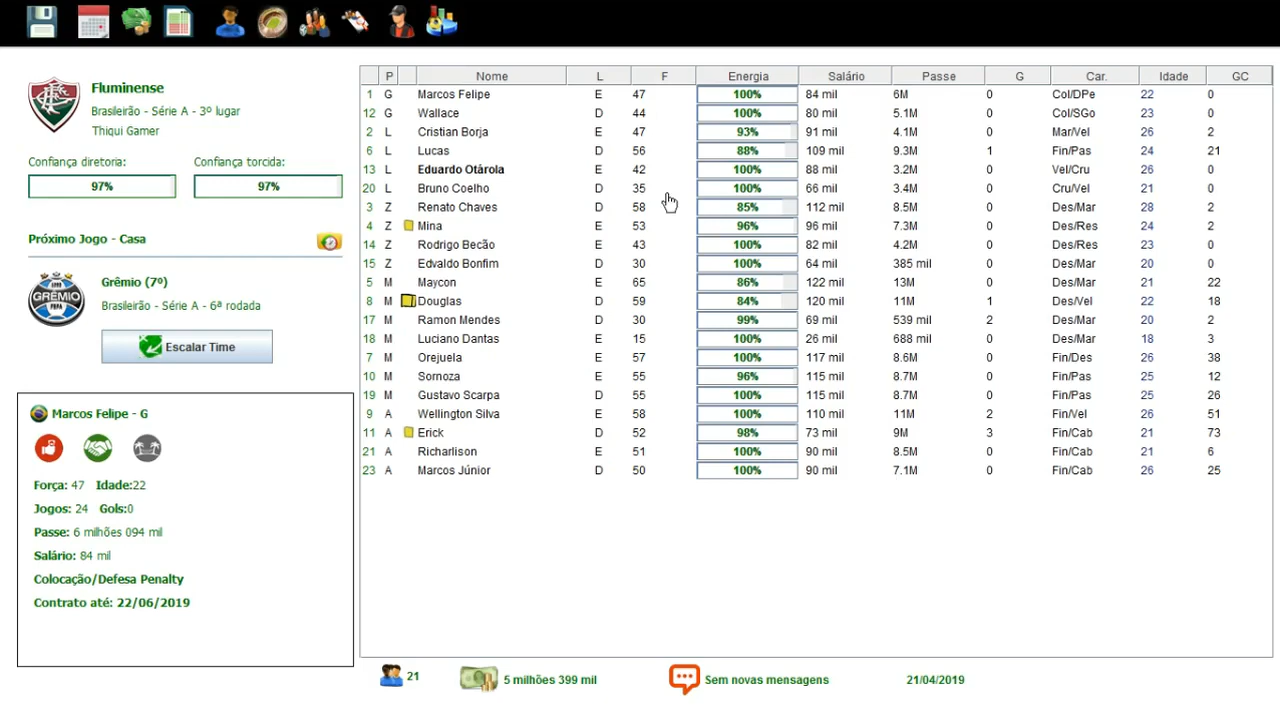 Fluminense
Brasileirão - Série A - 3º lugar
Thiqui Gamer
Confiança diretoria: Confiança torcida:
97% 97%
Próximo Jogo - Casa
GRÊMIO
Grêmio (7º)
Brasileirão - Série A - 6ª rodada
Escalar Time
Marcos Felipe - G
Força: 47 Idade:22
Jogos: 24 Gols:0
Passe: 6 milhões 094 mil
Salário: 84 mil
Colocação/Defesa Penalty
Contrato até: 22/06/2019
P Nome L F Energia Salário Passe G Car. Idade GC
1 G Marcos Felipe E 47 100% 84 mil 6M 0 Col/DPe 22 0
12 G Wallace D 44 100% 80 mil 5.1M 0 Col/SGo 23 0
2 L Cristian Borja E 47 93% 91 mil 4.1M 0 Mar/Vel 26 2
6 L Lucas D 56 88% 109 mil 9.3M 1 Fin/Pas 24 21
13 L Eduardo Otárola E 42 100% 88 mil 3.2M 0 Vel/Cru 26 0
20 L Bruno Coelho D 35 100% 66 mil 3.4M 0 Cru/Vel 21 0
3 Z Renato Chaves D 58 85% 112 mil 8.5M 0 Des/Mar 28 2
4 Z Mina E 53 96% 96 mil 7.3M 0 Des/Res 24 2
14 Z Rodrigo Becão E 43 100% 82 mil 4.2M 0 Des/Res 23 0
15 Z Edvaldo Bonfim D 30 100% 64 mil 385 mil 0 Des/Mar 20 0
5 M Maycon E 65 86% 122 mil 13M 0 Des/Mar 21 22
8 M Douglas D 59 84% 120 mil 11M 1 Des/Vel 22 18
17 M Ramon Mendes D 30 99% 69 mil 539 mil 2 Des/Mar 20 2
18 M Luciano Dantas E 15 100% 26 mil 688 mil 0 Des/Mar 18 3
7 M Orejuela E 57 100% 117 mil 8.6M 0 Fin/Des 26 38
10 M Sornoza E 55 96% 115 mil 8.7M 0 Fin/Pas 25 12
19 M Gustavo Scarpa D 55 100% 115 mil 8.7M 0 Fin/Pas 25 26
9 A Wellington Silva E 58 100% 110 mil 11M 2 Fin/Vel 26 51
11 A Erick D 52 98% 73 mil 9M 3 Fin/Cab 21 73
21 A Richarlison E 51 100% 90 mil 8.5M 0 Fin/Cab 21 6
23 A Marcos Júnior D 50 100% 90 mil 7.1M 0 Fin/Cab 26 25
21 5 milhões 399 mil Sem novas mensagens 21/04/2019